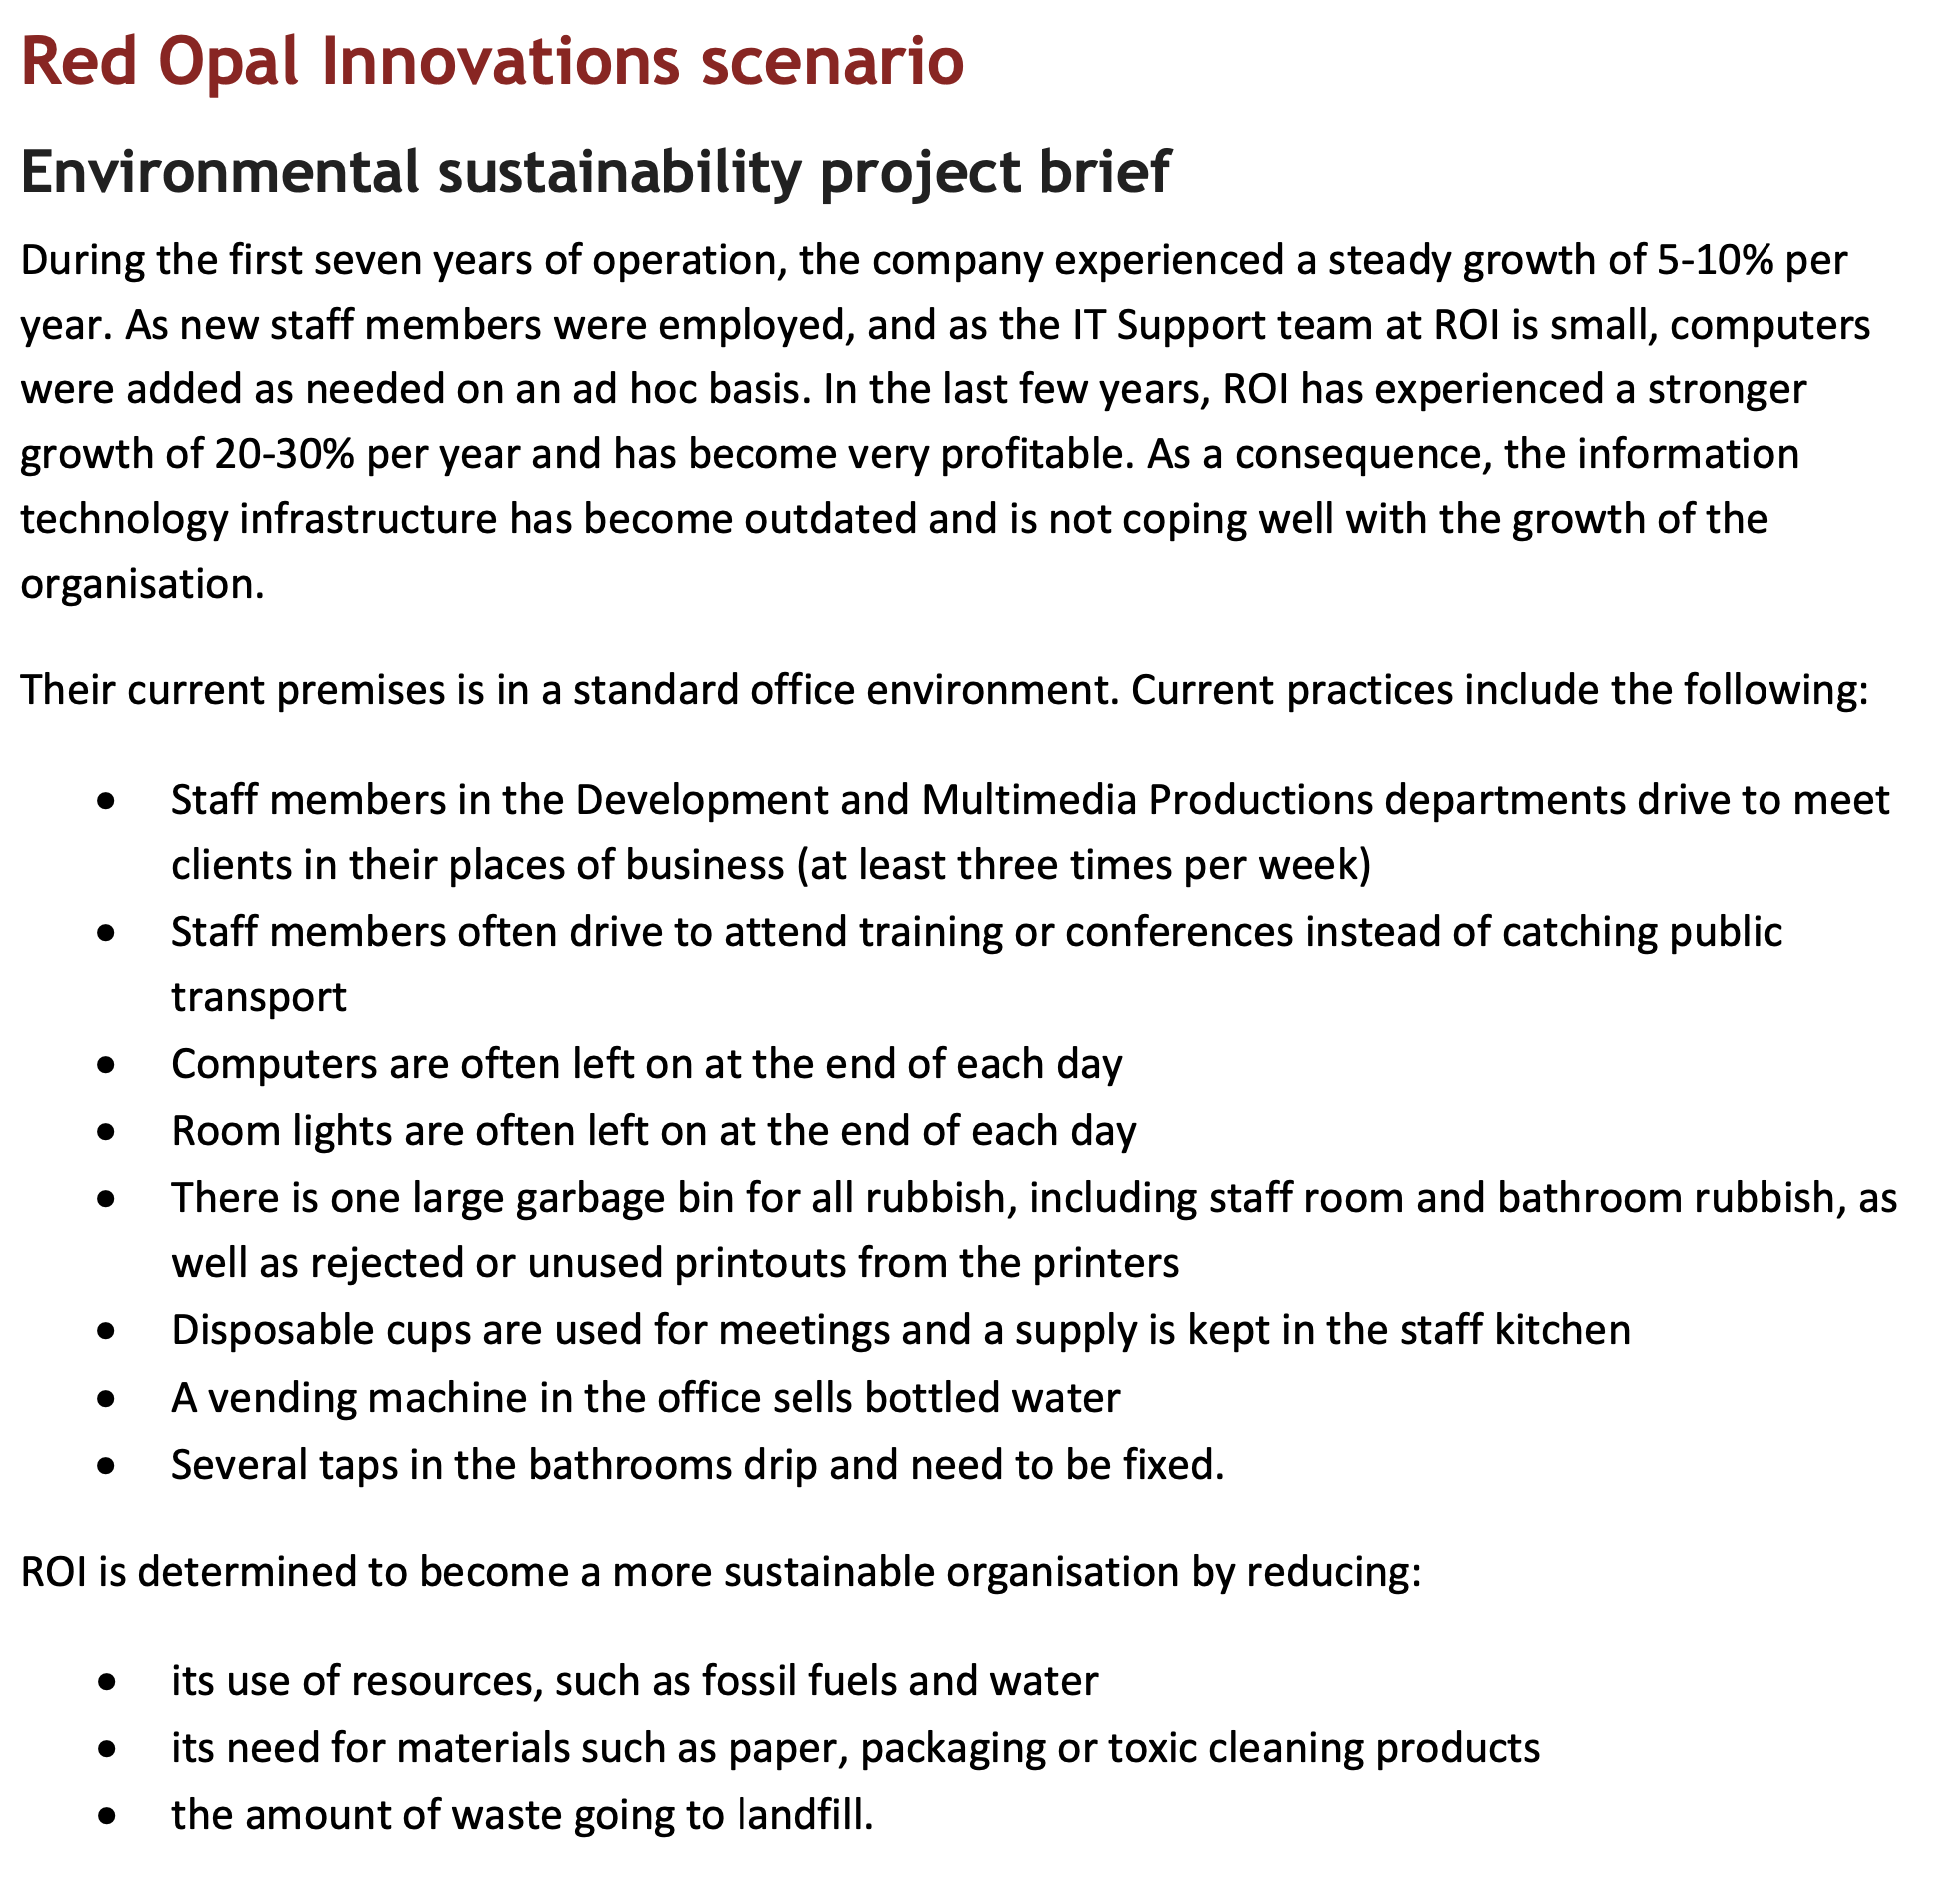 Red Opal Innovations scenario
Environmental sustainability project brief
During the first seven years of operation, the company experienced a steady growth of 5-10% per
year. As new staff members were employed, and as the IT Support team at ROI is small, computers
were added as needed on an ad hoc basis. In the last few years, ROI has experienced a stronger
growth of 20-30% per year and has become very profitable. As a consequence, the information
technology infrastructure has become outdated and is not coping well with the growth of the
organisation.
Their current premises is in a standard office environment. Current practices include the following:
• Staff members in the Development and Multimedia Productions departments drive to meet
clients in their places of business (at least three times per week)
• Staff members often drive to attend training or conferences instead of catching public
transport
• Computers are often left on at the end of each day
• Room lights are often left on at the end of each day
• There is one large garbage bin for all rubbish, including staff room and bathroom rubbish, as
well as rejected or unused printouts from the printers
• Disposable cups are used for meetings and a supply is kept in the staff kitchen
• A vending machine in the office sells bottled water
• Several taps in the bathrooms drip and need to be fixed.
ROI is determined to become a more sustainable organisation by reducing:
• its use of resources, such as fossil fuels and water
• its need for materials such as paper, packaging or toxic cleaning products
• the amount of waste going to landfill.